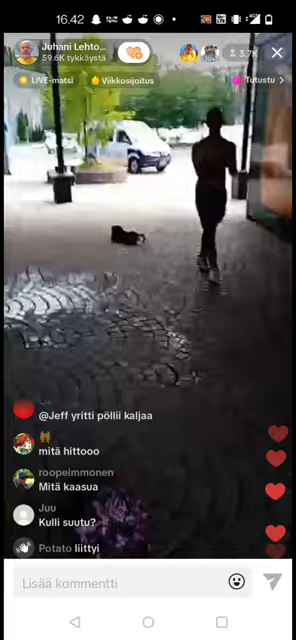 16.42
Juhani Lehto...
59.6K tykkäystä
30+
3.7K
LIVE-matsi
Viikkosijoitus
Tutustu >
@Jeff yritti pöllii kaljaa
mitä hittooo
roopeimmonen
Mitä kaasua
Juu
Kulli suutu?
Potato liittyi
Lisää kommentti